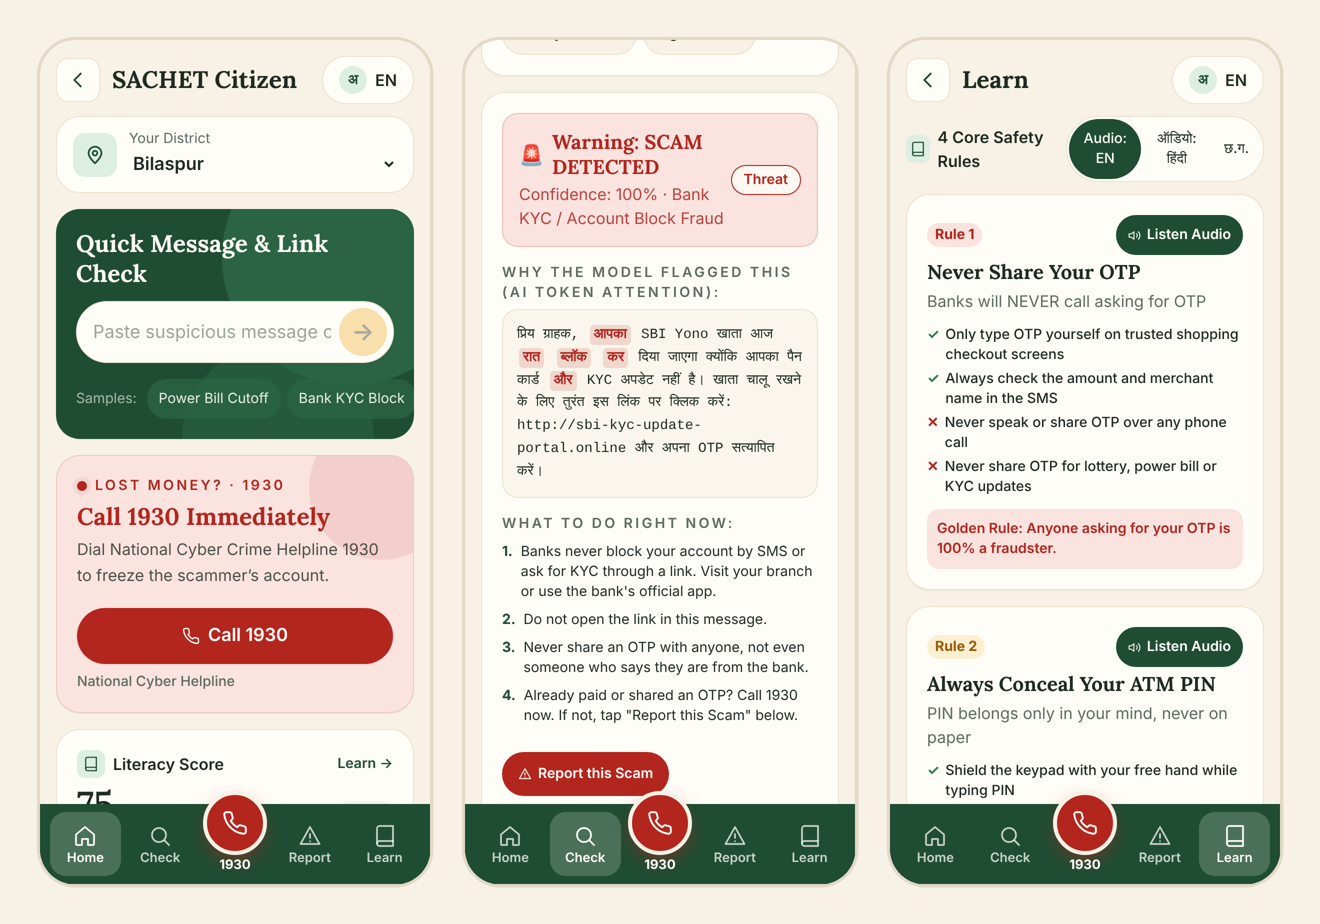 SACHET Citizen
अ EN
Your District
Bilaspur
Quick Message & Link
Check
Paste suspicious message
Samples: Power Bill Cutoff Bank KYC Block
LOST MONEY? · 1930
Call 1930 Immediately
Dial National Cyber Crime Helpline 1930
to freeze the scammer’s account.
Call 1930
National Cyber Helpline
Literacy Score Learn →
75
Home Check 1930 Report Learn
🚨 Warning: SCAM
DETECTED
Confidence: 100% · Bank
KYC / Account Block Fraud
Threat
WHY THE MODEL FLAGGED THIS
(AI TOKEN ATTENTION):
प्रिय ग्राहक, आपका SBI Yono खाता आज
रात ब्लॉक कर दिया जाएगा क्योंकि आपका पैन
कार्ड और KYC अपडेट नहीं है। खाता चालू रखने
के लिए तुरंत इस लिंक पर क्लिक करें:
http://sbi-kyc-update-
portal.online और अपना OTP सत्यापित
करें।
WHAT TO DO RIGHT NOW:
1. Banks never block your account by SMS or
ask for KYC through a link. Visit your branch
or use the bank's official app.
2. Do not open the link in this message.
3. Never share an OTP with anyone, not even
someone who says they are from the bank.
4. Already paid or shared an OTP? Call 1930
now. If not, tap "Report this Scam" below.
Report this Scam
Home Check 1930 Report Learn
Learn
अ EN
4 Core Safety
Rules
Audio:
EN
ऑडियो:
हिंदी
छ.ग.
Rule 1
Listen Audio
Never Share Your OTP
Banks will NEVER call asking for OTP
✓ Only type OTP yourself on trusted shopping
checkout screens
✓ Always check the amount and merchant
name in the SMS
✕ Never speak or share OTP over any phone
call
✕ Never share OTP for lottery, power bill or
KYC updates
Golden Rule: Anyone asking for your OTP is
100% a fraudster.
Rule 2
Listen Audio
Always Conceal Your ATM PIN
PIN belongs only in your mind, never on
paper
✓ Shield the keypad with your free hand while
typing PIN
Home Check 1930 Report Learn